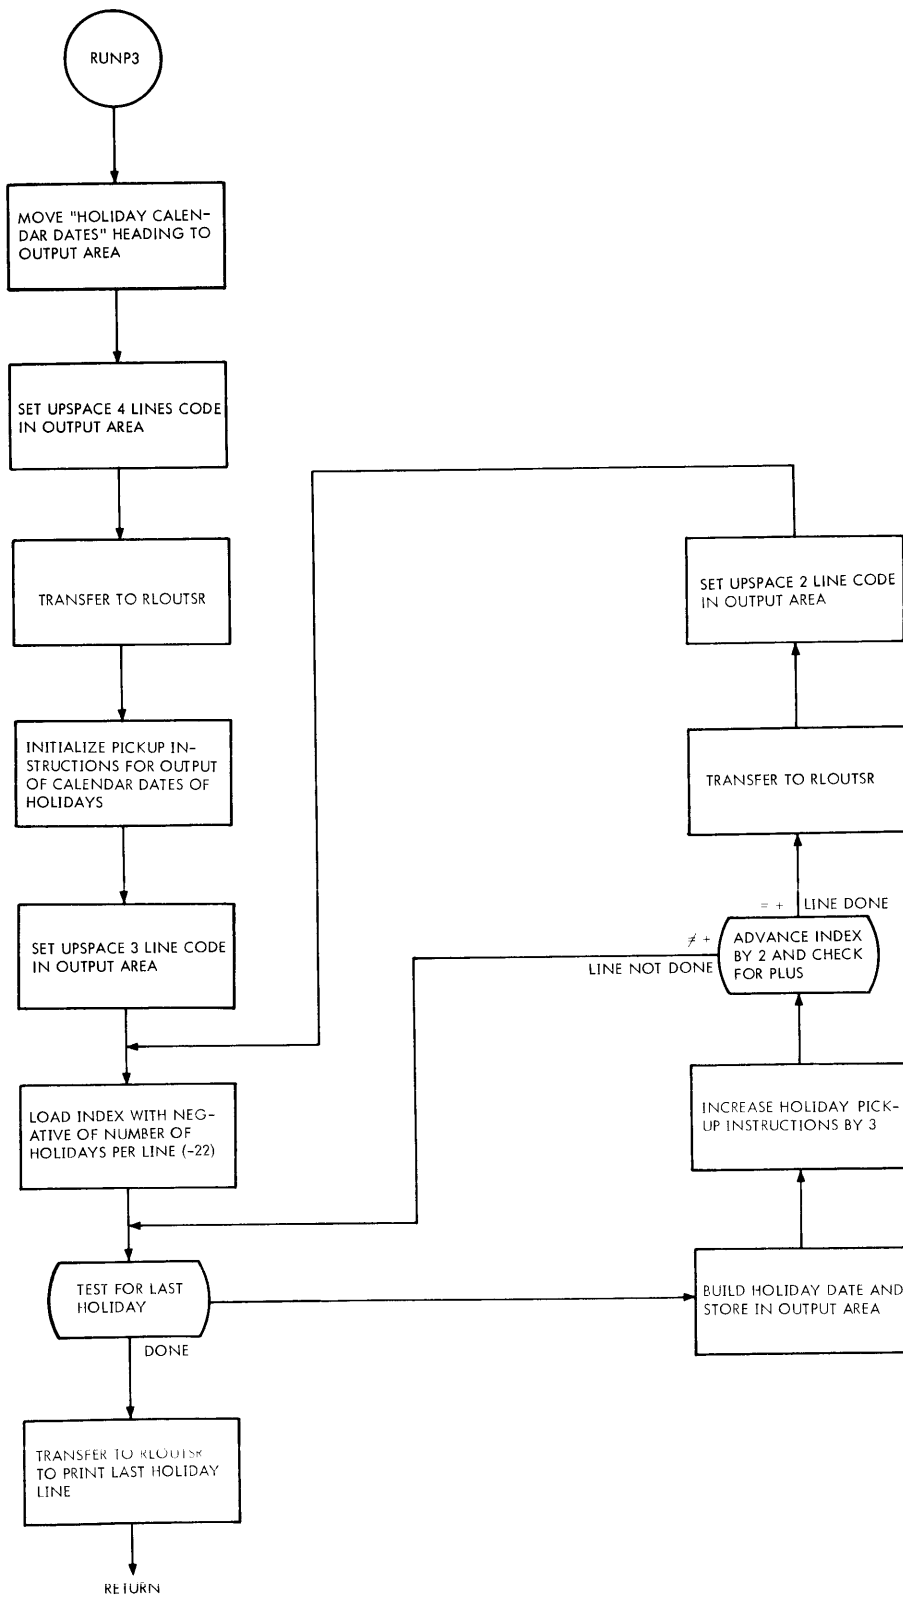 RUNP3
MOVE "HOLIDAY CALEN-
DAR DATES" HEADING TO
OUTPUT AREA
SET UPSPACE 4 LINES CODE
IN OUTPUT AREA
TRANSFER TO RLOUTSR
INITIALIZE PICKUP IN-
STRUCTIONS FOR OUTPUT
OF CALENDAR DATES OF
HOLIDAYS
SET UPSPACE 3 LINE CODE
IN OUTPUT AREA
LOAD INDEX WITH NEG-
ATIVE OF NUMBER OF
HOLIDAYS PER LINE (-22)
TEST FOR LAST
HOLIDAY
DONE
TRANSFER TO RLOUTSR
TO PRINT LAST HOLIDAY
LINE
RETURN
SET UPSPACE 2 LINE CODE
IN OUTPUT AREA
TRANSFER TO RLOUTSR
= + LINE DONE
≠ +
LINE NOT DONE
ADVANCE INDEX
BY 2 AND CHECK
FOR PLUS
INCREASE HOLIDAY PICK-
UP INSTRUCTIONS BY 3
BUILD HOLIDAY DATE AND
STORE IN OUTPUT AREA